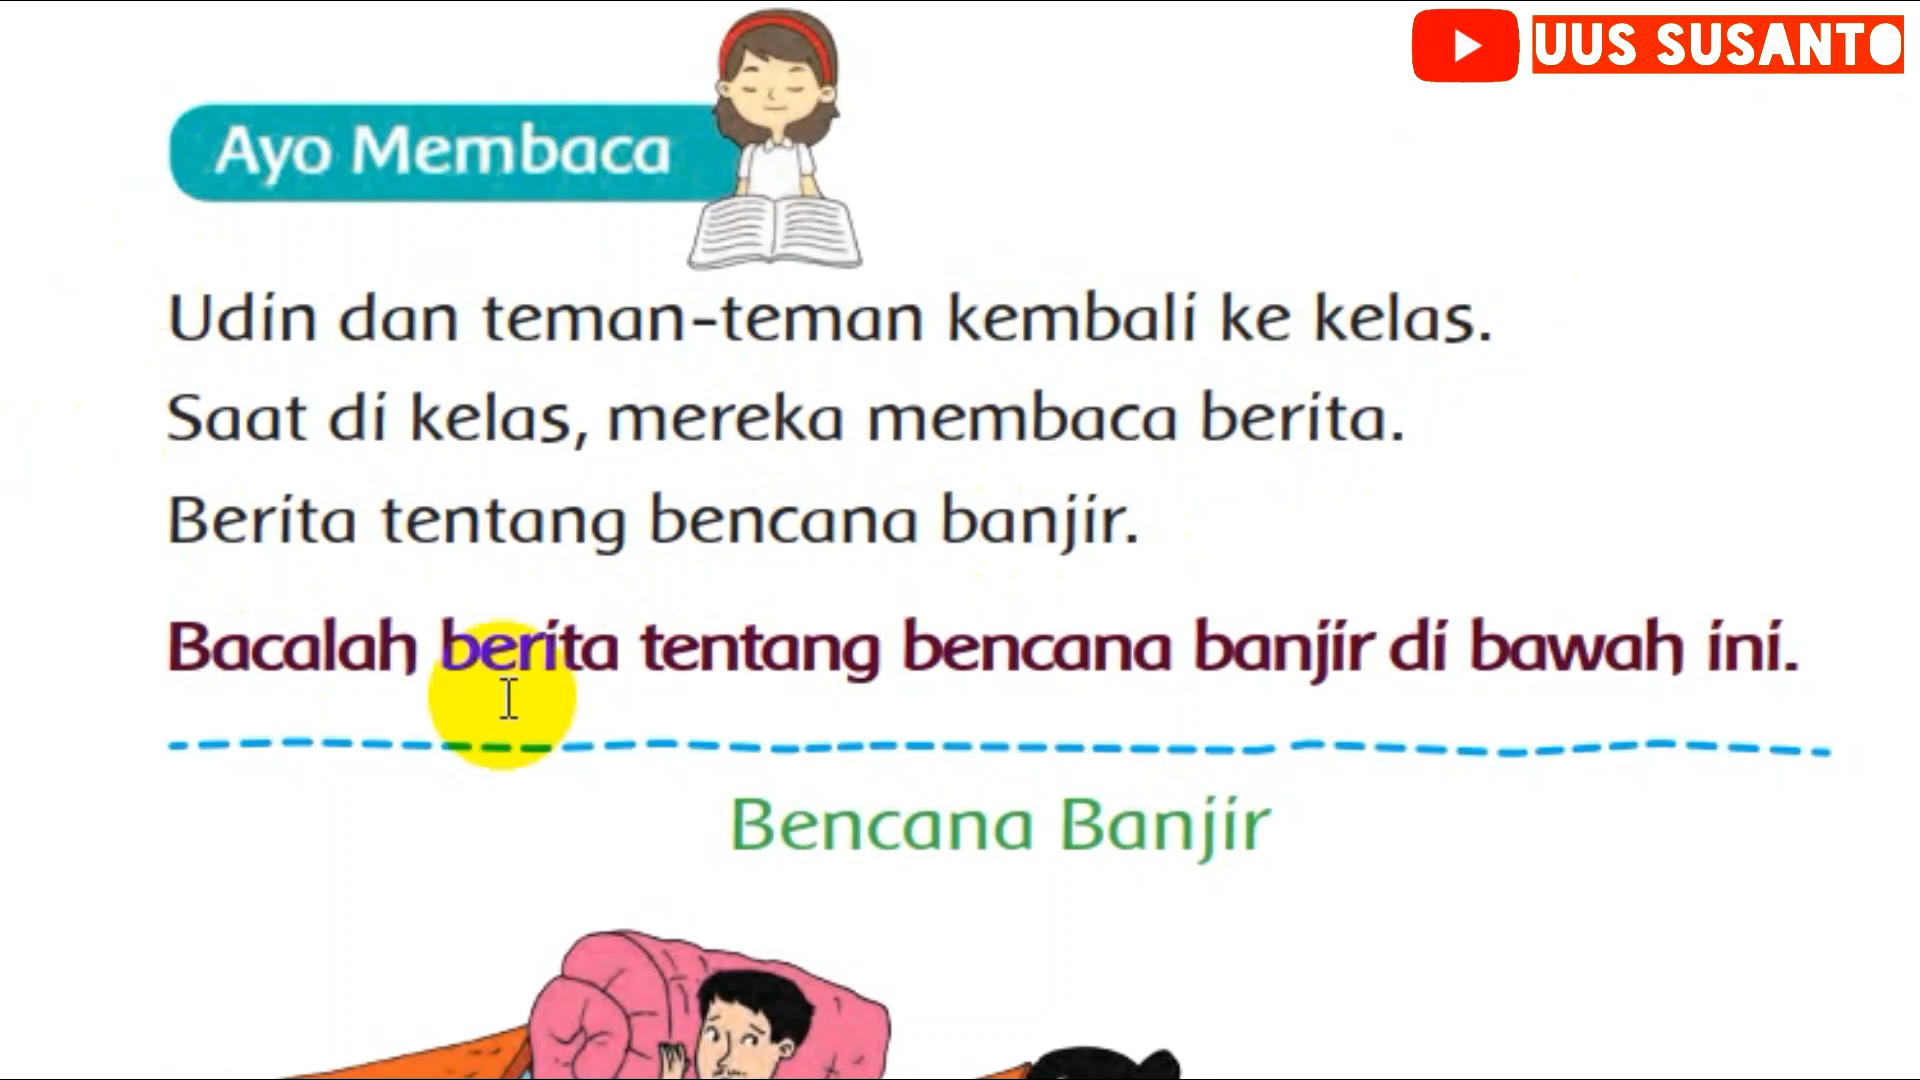 UUS SUSANTO
Ayo Membaca
Udin dan teman-teman kembali ke kelas.
Saat di kelas, mereka membaca berita.
Berita tentang bencana banjir.
Bacalah berita tentang bencana banjir di bawah ini.
Bencana Banjir